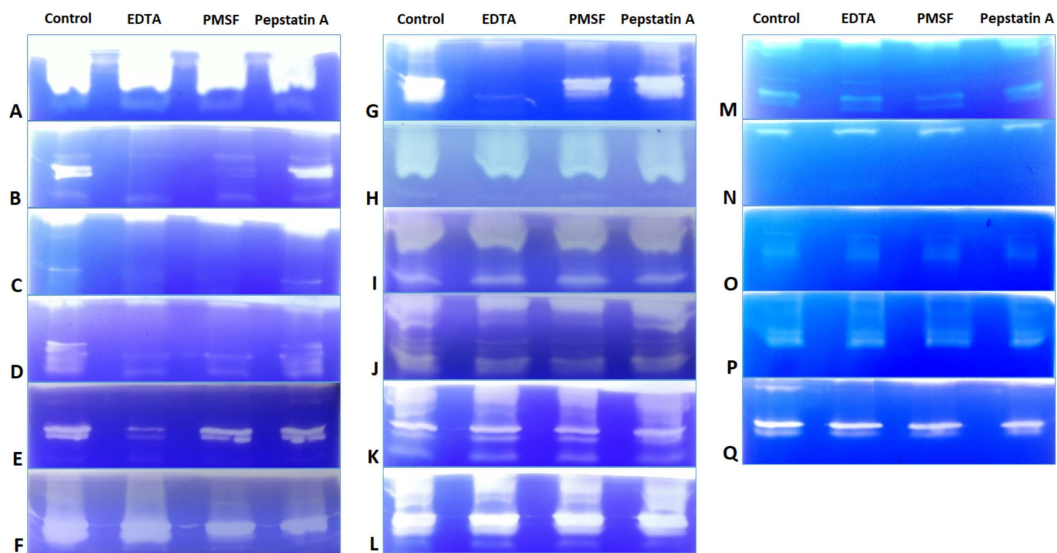 Control EDTA PMSF Pepstatin A
A
B
C
D
E
F
Control EDTA PMSF Pepstatin A
G
H
I
J
K
L
Control EDTA PMSF Pepstatin A
M
N
O
P
Q